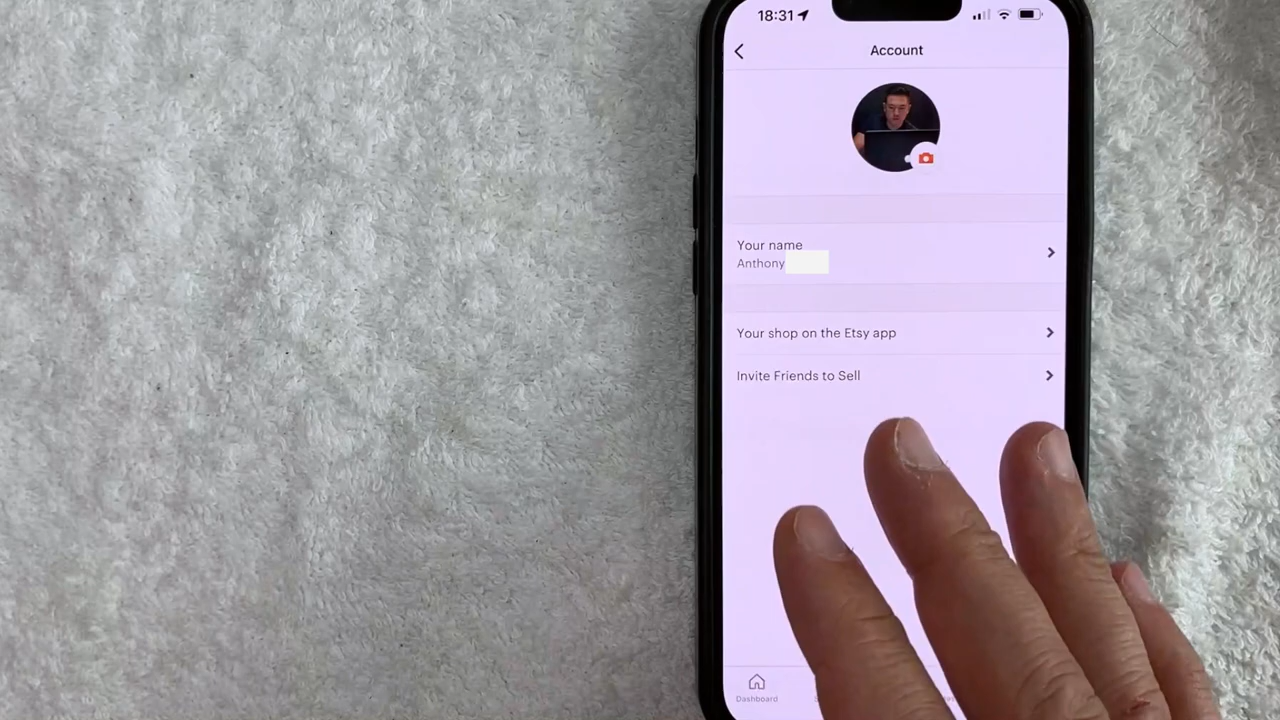 18:31
Account
Your name
Anthony
Your shop on the Etsy app
Invite Friends to Sell
Dashboard